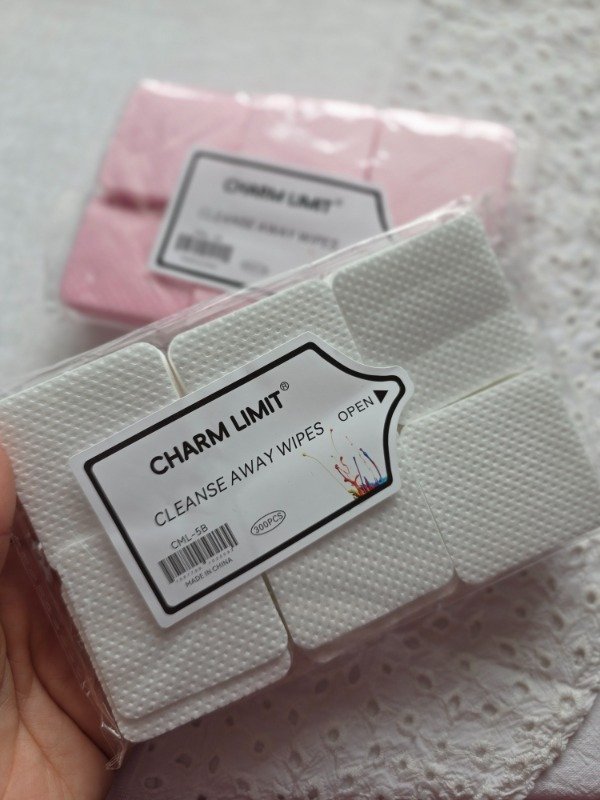 CHARM LIMIT®
CLEANSE AWAY WIPES
CHARM LIMIT®
CLEANSE AWAY WIPES
OPEN
CML-5B
300PCS
MADE IN CHINA